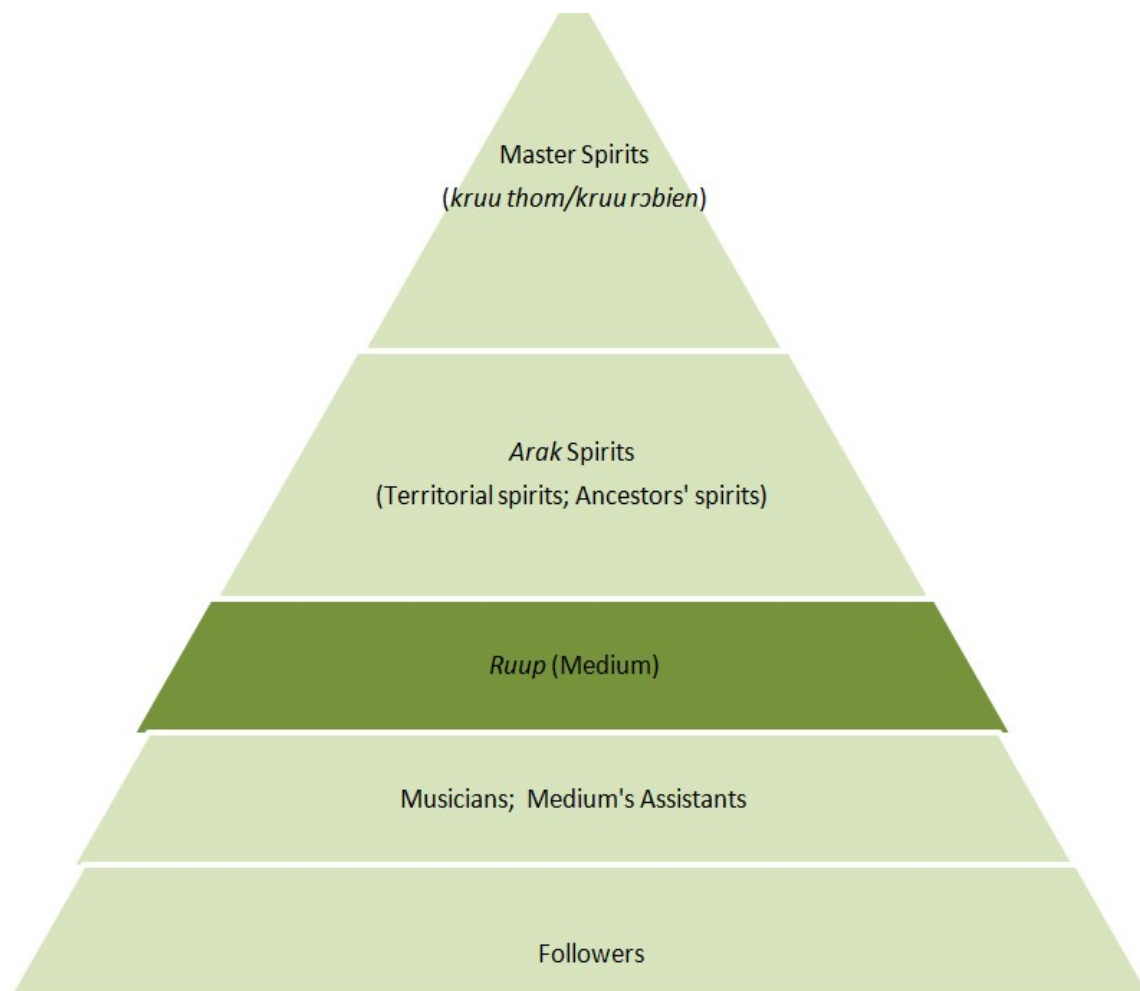 Master Spirits
(kruu thom/kruu rɔbien)
Arak Spirits
(Territorial spirits; Ancestors' spirits)
Ruup (Medium)
Musicians; Medium's Assistants
Followers